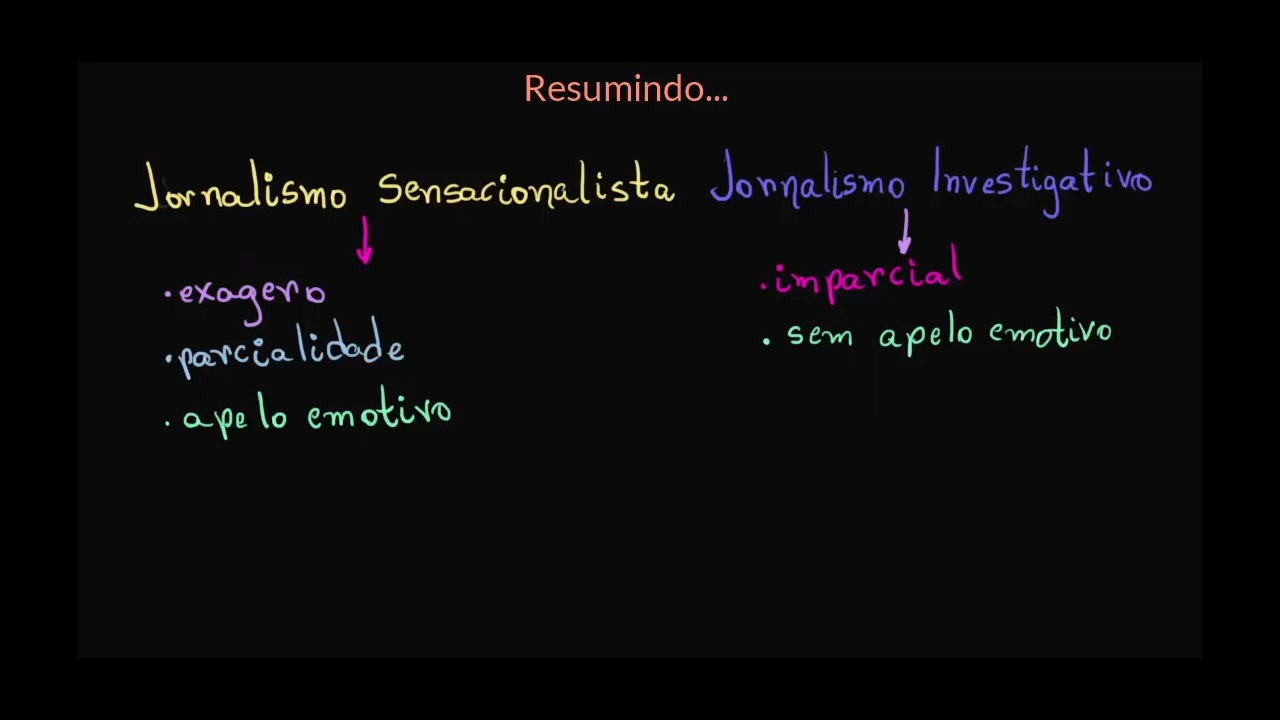 Resumindo...
Jornalismo Sensacionalista
• exagero
• parcialidade
• apelo emotivo
Jornalismo Investigativo
• imparcial
• sem apelo emotivo